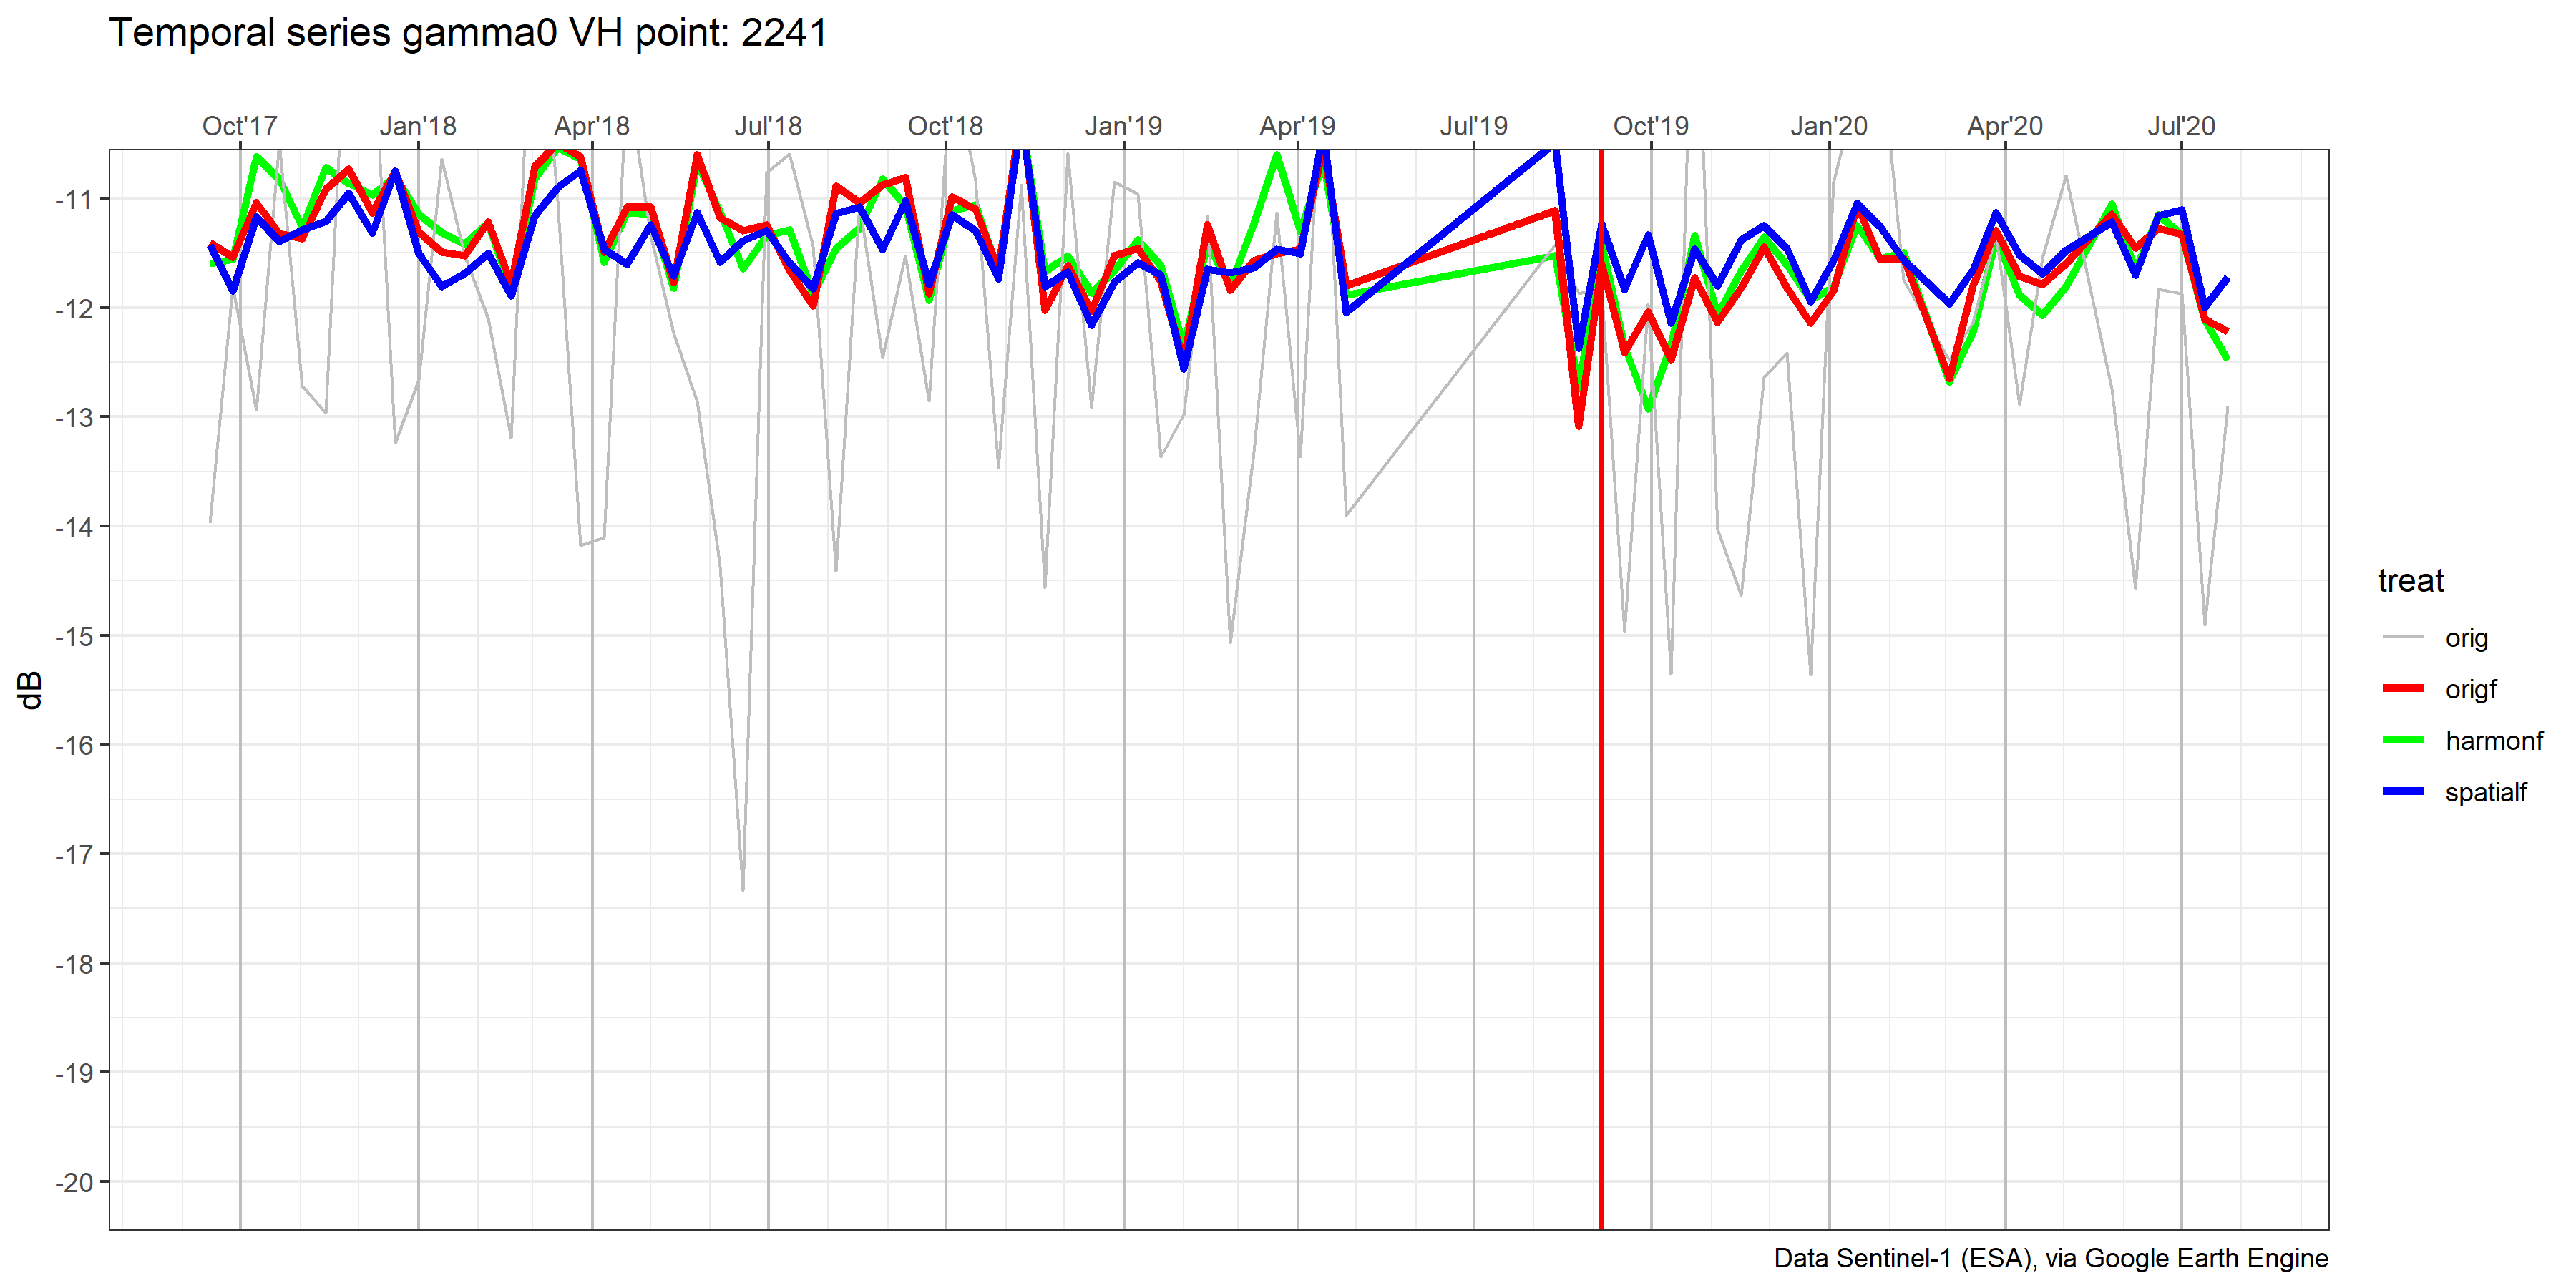 Temporal series gamma0 VH point: 2241
Oct'17 Jan'18 Apr'18 Jul'18 Oct'18 Jan'19 Apr'19 Jul'19 Oct'19 Jan'20 Apr'20 Jul'20
-11
-12
-13
-14
-15
-16
-17
-18
-19
-20
dB
treat
orig
origf
harmonf
spatialf
Data Sentinel-1 (ESA), via Google Earth Engine